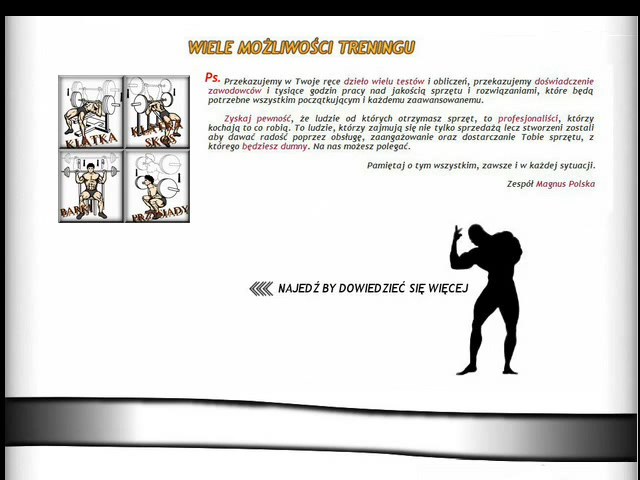 WIELE MOŻLIWOŚCI TRENINGU
Ps. Przekazujemy w Twoje ręce dzieło wielu testów i obliczeń, przekazujemy doświadczenie
zawodowców i tysiące godzin pracy nad jakością sprzętu i rozwiązaniami, które będą
potrzebne wszystkim początkującym i każdemu zaawansowanemu.
Zyskaj pewność, że ludzie od których otrzymasz sprzęt, to profesjonaliści, którzy
kochają to co robią. To ludzie, którzy zajmują się nie tylko sprzedażą lecz stworzeni zostali
aby dawać radość poprzez obsługę, zaangażowanie oraz dostarczanie Tobie sprzętu, z
którego będziesz dumny. Na nas możesz polegać.
Pamiętaj o tym wszystkim, zawsze i w każdej sytuacji.
Zespół Magnus Polska
KLATKA
KLATKA
SKOS
BARKI
PRZYSIADY
NAJEDŹ BY DOWIEDZIEĆ SIĘ WIĘCEJ